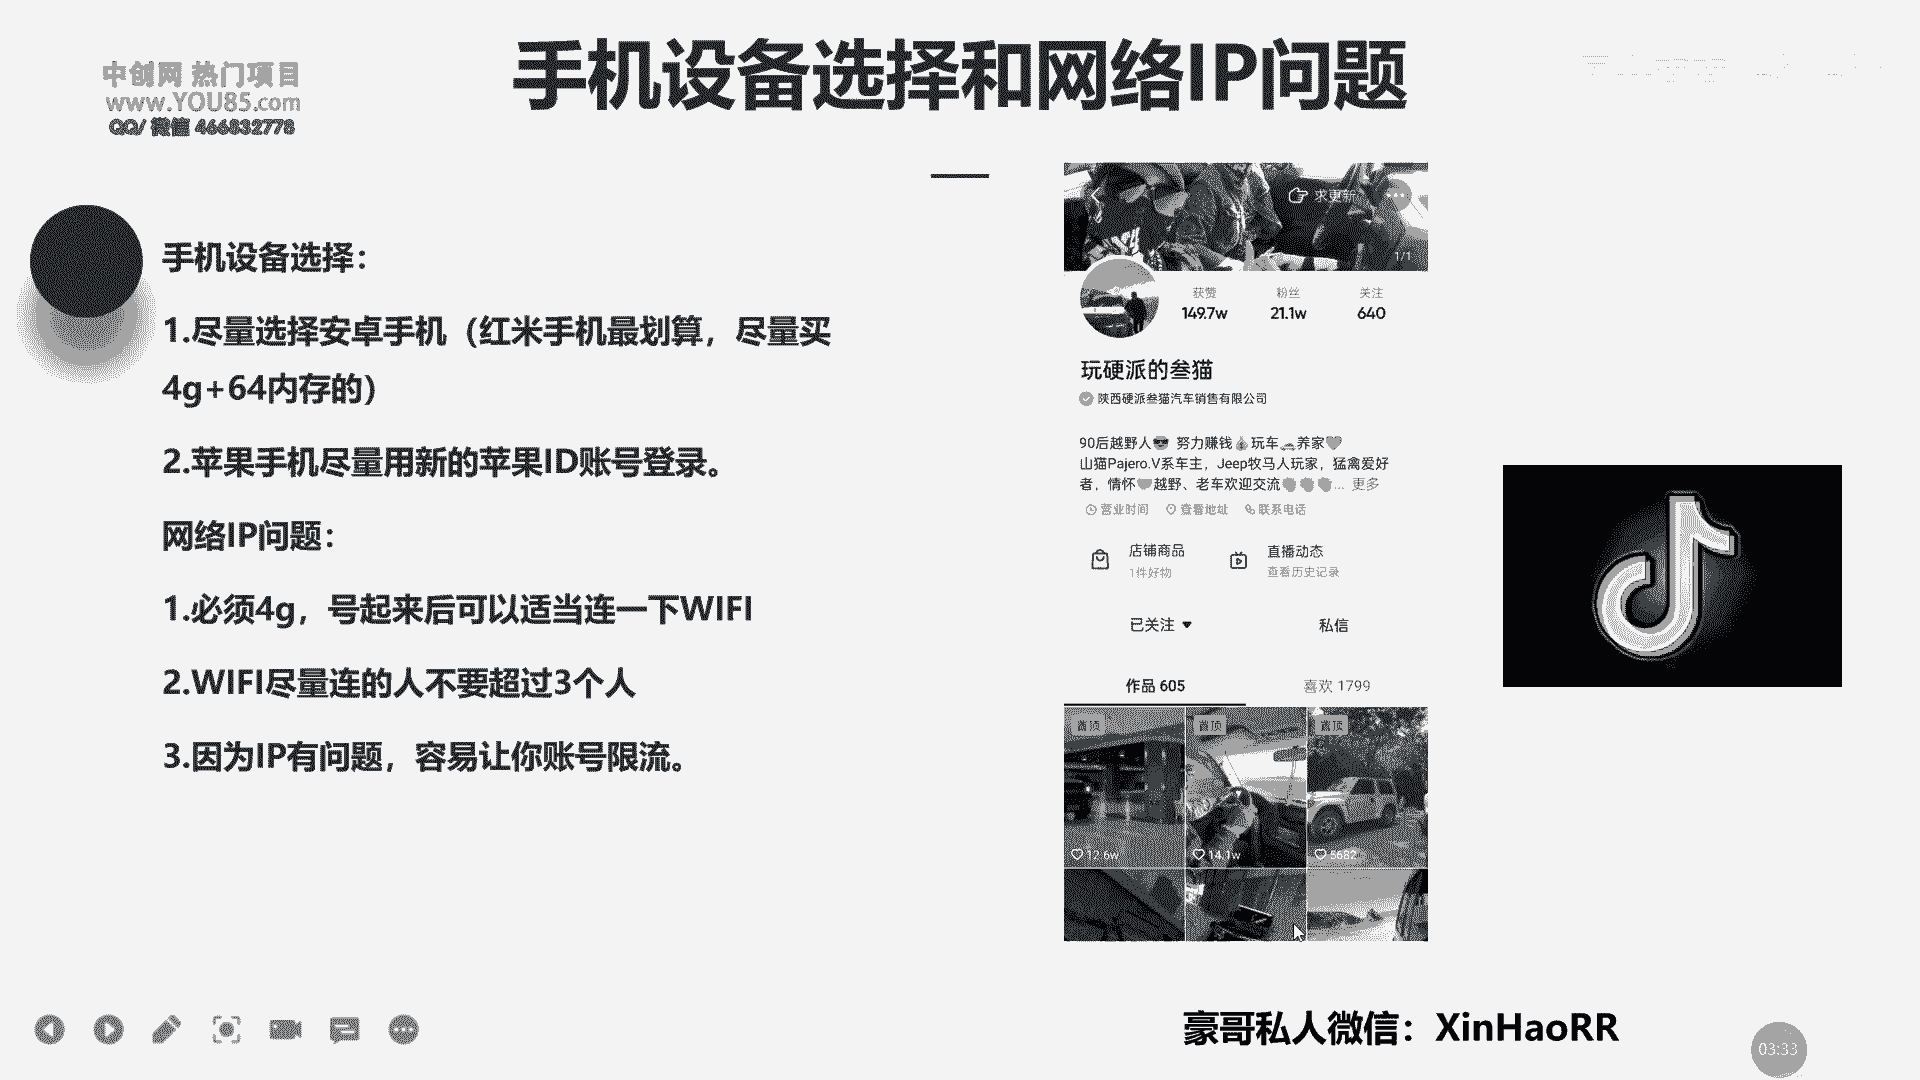 手机设备选择和网络IP问题
中创网 热门项目
www.YOU85.com
QQ/ 微信 466832778
手机设备选择：
1.尽量选择安卓手机（红米手机最划算，尽量买
4g+64内存的）
2.苹果手机尽量用新的苹果ID账号登录。
网络IP问题：
1.必须4g，号起来后可以适当连一下WIFI
2.WIFI尽量连的人不要超过3个人
3.因为IP有问题，容易让你账号限流。
求更新
1/1
获赞 粉丝 关注
149.7w 21.1w 640
玩硬派的叁猫
陕西硬派叁猫汽车销售有限公司
90后越野人😎 努力赚钱💰玩车🚗养家❤
山猫Pajero.V系车主，Jeep牧马人玩家，猛禽爱好
者，情怀❤越野、老车欢迎交流... 更多
营业时间 查看地址 联系电话
店铺商品 直播动态
1件好物 查看历史记录
已关注 私信
作品 605 喜欢 1799
置顶 置顶 置顶
12.6w 14.1w 5682
豪哥私人微信：XinHaoRR
03:33